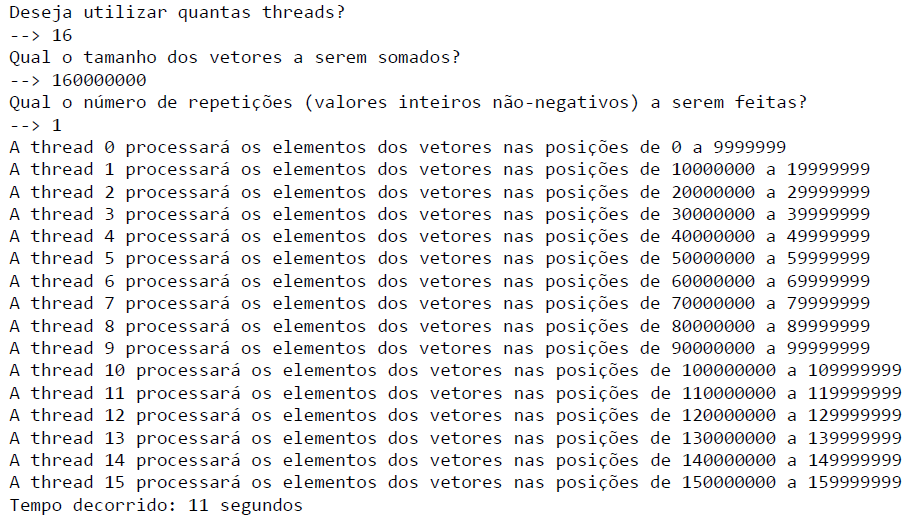 Deseja utilizar quantas threads?
--> 16
Qual o tamanho dos vetores a serem somados?
--> 160000000
Qual o número de repetições (valores inteiros não-negativos) a serem feitas?
--> 1
A thread 0 processará os elementos dos vetores nas posições de 0 a 9999999
A thread 1 processará os elementos dos vetores nas posições de 10000000 a 19999999
A thread 2 processará os elementos dos vetores nas posições de 20000000 a 29999999
A thread 3 processará os elementos dos vetores nas posições de 30000000 a 39999999
A thread 4 processará os elementos dos vetores nas posições de 40000000 a 49999999
A thread 5 processará os elementos dos vetores nas posições de 50000000 a 59999999
A thread 6 processará os elementos dos vetores nas posições de 60000000 a 69999999
A thread 7 processará os elementos dos vetores nas posições de 70000000 a 79999999
A thread 8 processará os elementos dos vetores nas posições de 80000000 a 89999999
A thread 9 processará os elementos dos vetores nas posições de 90000000 a 99999999
A thread 10 processará os elementos dos vetores nas posições de 100000000 a 109999999
A thread 11 processará os elementos dos vetores nas posições de 110000000 a 119999999
A thread 12 processará os elementos dos vetores nas posições de 120000000 a 129999999
A thread 13 processará os elementos dos vetores nas posições de 130000000 a 139999999
A thread 14 processará os elementos dos vetores nas posições de 140000000 a 149999999
A thread 15 processará os elementos dos vetores nas posições de 150000000 a 159999999
Tempo decorrido: 11 segundos